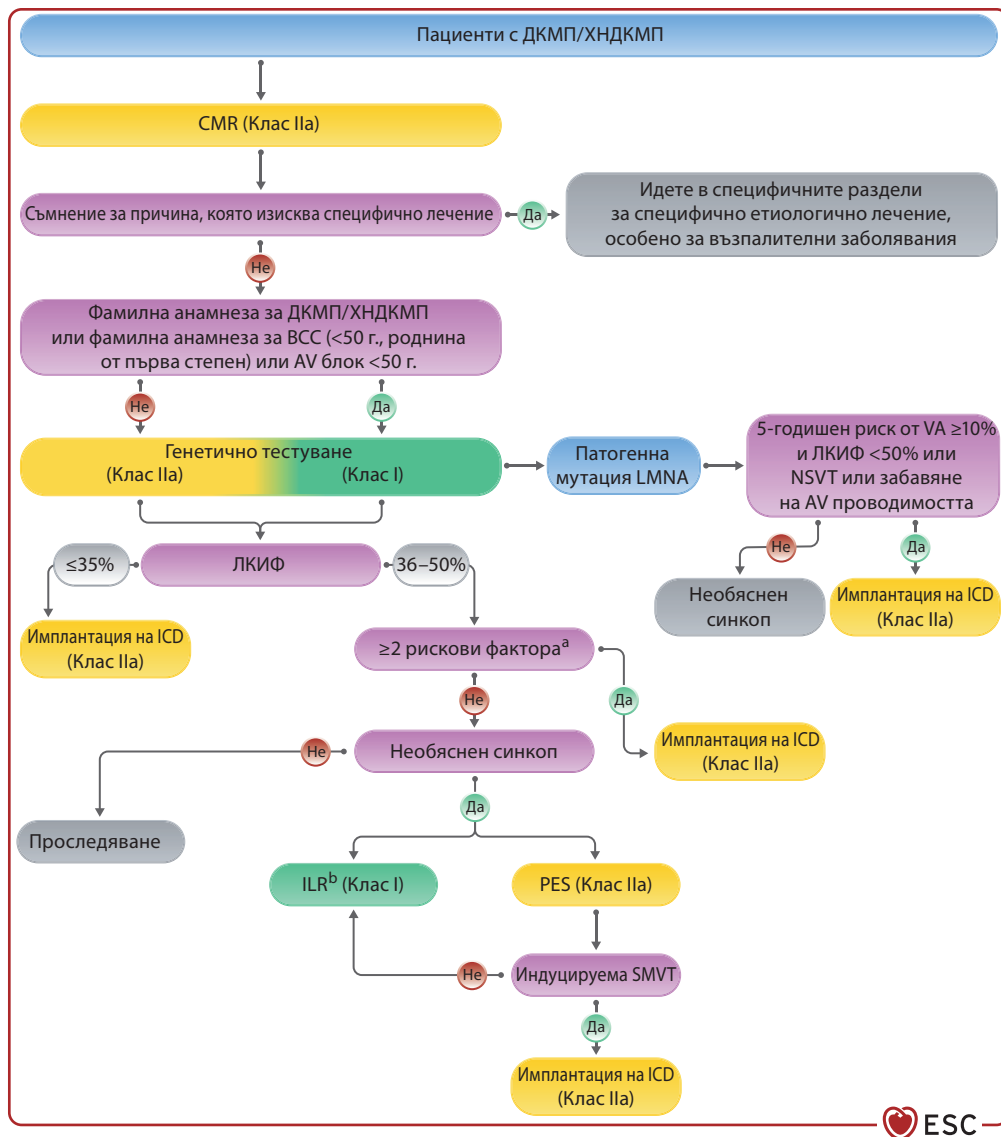 Пациенти с ДКМП/ХНДКМП
CMR (Клас IIa)
Съмнение за причина, която изисква специфично лечение
Да
Идете в специфичните раздели
за специфично етиологично лечение,
особено за възпалителни заболявания
Не
Фамилна анамнеза за ДКМП/ХНДКМП
или фамилна анамнеза за ВСС (<50 г., роднина
от първа степен) или AV блок <50 г.
Не
Да
Генетично тестуване
(Клас IIa)
(Клас I)
Патогенна
мутация LMNA
5-годишен риск от VA ≥10%
и ЛКИФ <50% или
NSVT или забавяне
на AV проводимостта
Не
Да
Необяснен
синкоп
Имплантация на ICD
(Клас IIa)
≤35%
ЛКИФ
36–50%
Имплантация на ICD
(Клас IIa)
≥2 рискови фактораᵃ
Не
Да
Имплантация на ICD
(Клас IIa)
Необяснен синкоп
Не
Да
Проследяване
ILRᵇ (Клас I)
PES (Клас IIa)
Индуцируема SMVT
Не
Да
Имплантация на ICD
(Клас IIa)
ESC